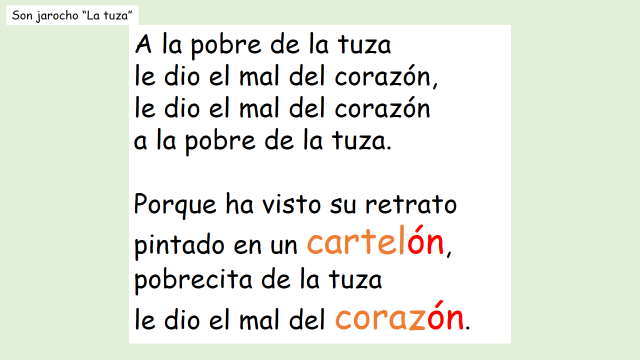 Son jarocho “La tuza”
A la pobre de la tuza
le dio el mal del corazón,
le dio el mal del corazón
a la pobre de la tuza.
Porque ha visto su retrato
pintado en un cartelón,
pobrecita de la tuza
le dio el mal del corazón.